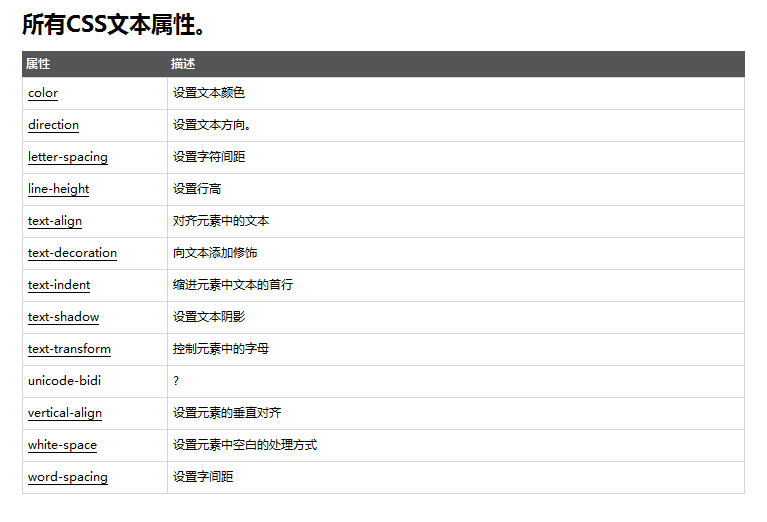 所有CSS文本属性。
属性 描述
color 设置文本颜色
direction 设置文本方向。
letter-spacing 设置字符间距
line-height 设置行高
text-align 对齐元素中的文本
text-decoration 向文本添加修饰
text-indent 缩进元素中文本的首行
text-shadow 设置文本阴影
text-transform 控制元素中的字母
unicode-bidi ?
vertical-align 设置元素的垂直对齐
white-space 设置元素中空白的处理方式
word-spacing 设置字间距